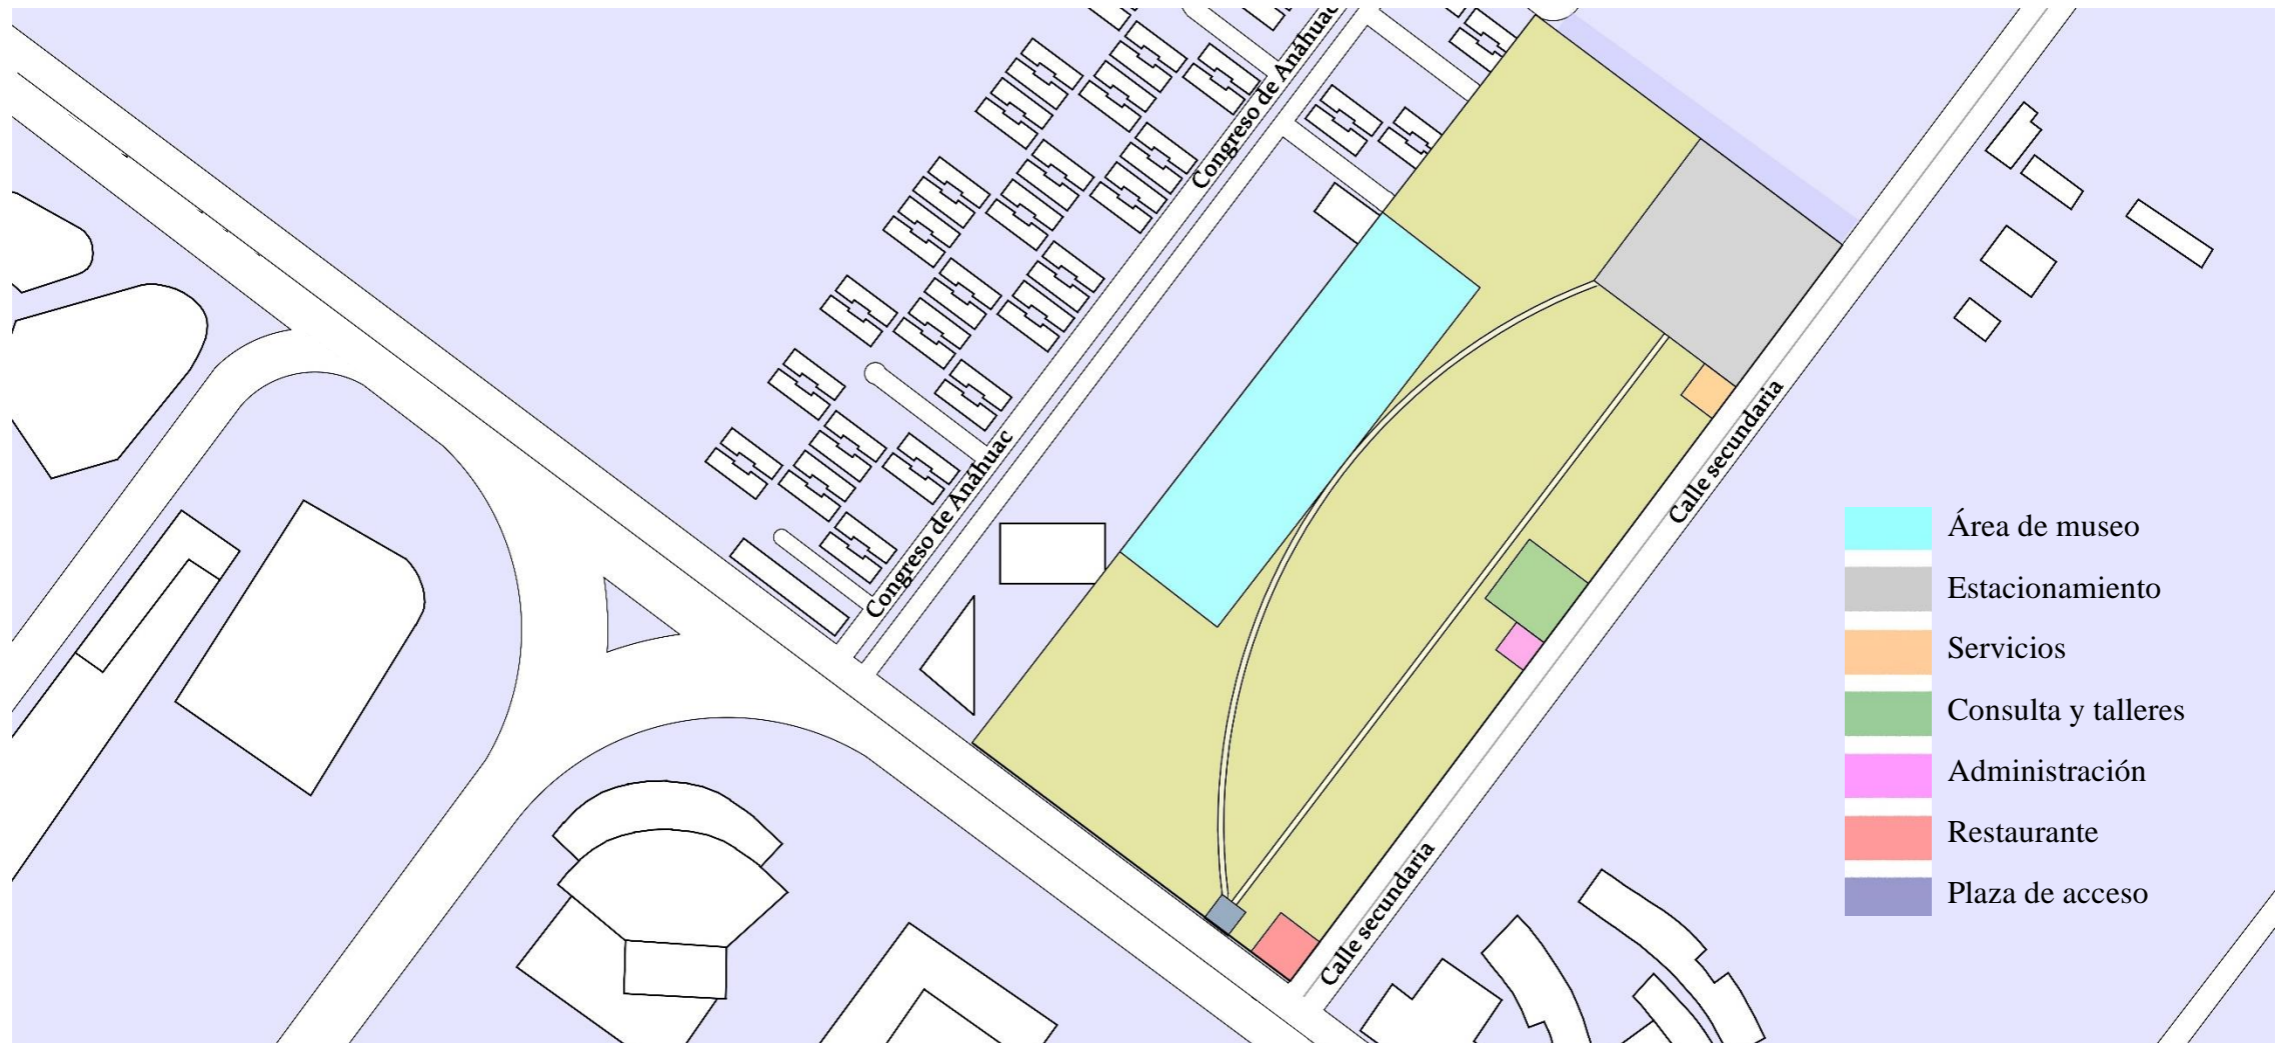 Congreso de Anáhuac
Congreso de Anáhuac
Calle secundaria
Calle secundaria
Área de museo
Estacionamiento
Servicios
Consulta y talleres
Administración
Restaurante
Plaza de acceso